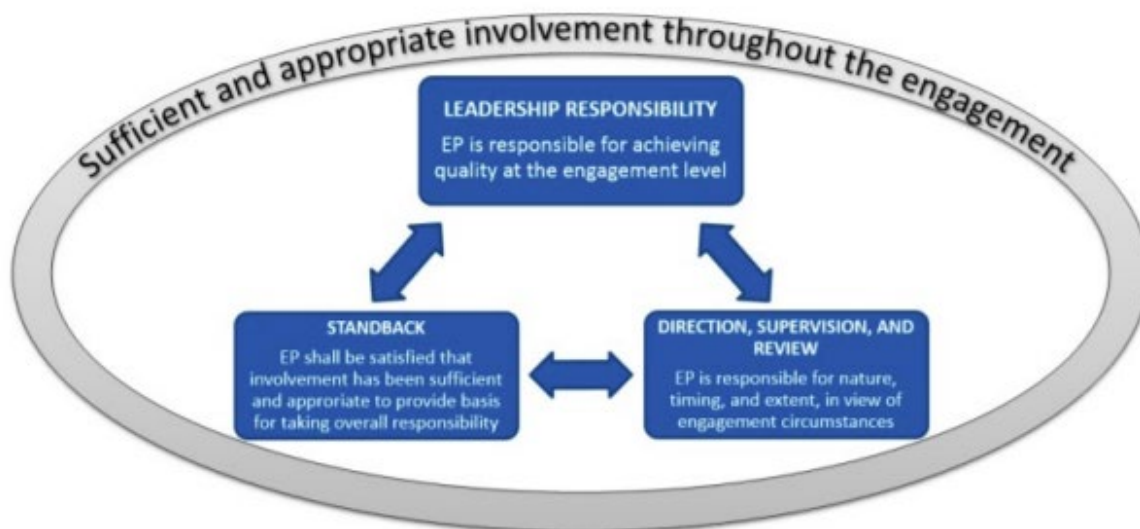 Sufficient and appropriate involvement throughout the engagement
LEADERSHIP RESPONSIBILITY
EP is responsible for achieving
quality at the engagement level
STANDBACK
EP shall be satisfied that
involvement has been sufficient
and approriate to provide basis
for taking overall responsibility
DIRECTION, SUPERVISION, AND
REVIEW
EP is responsible for nature,
timing, and extent, in view of
engagement circumstances